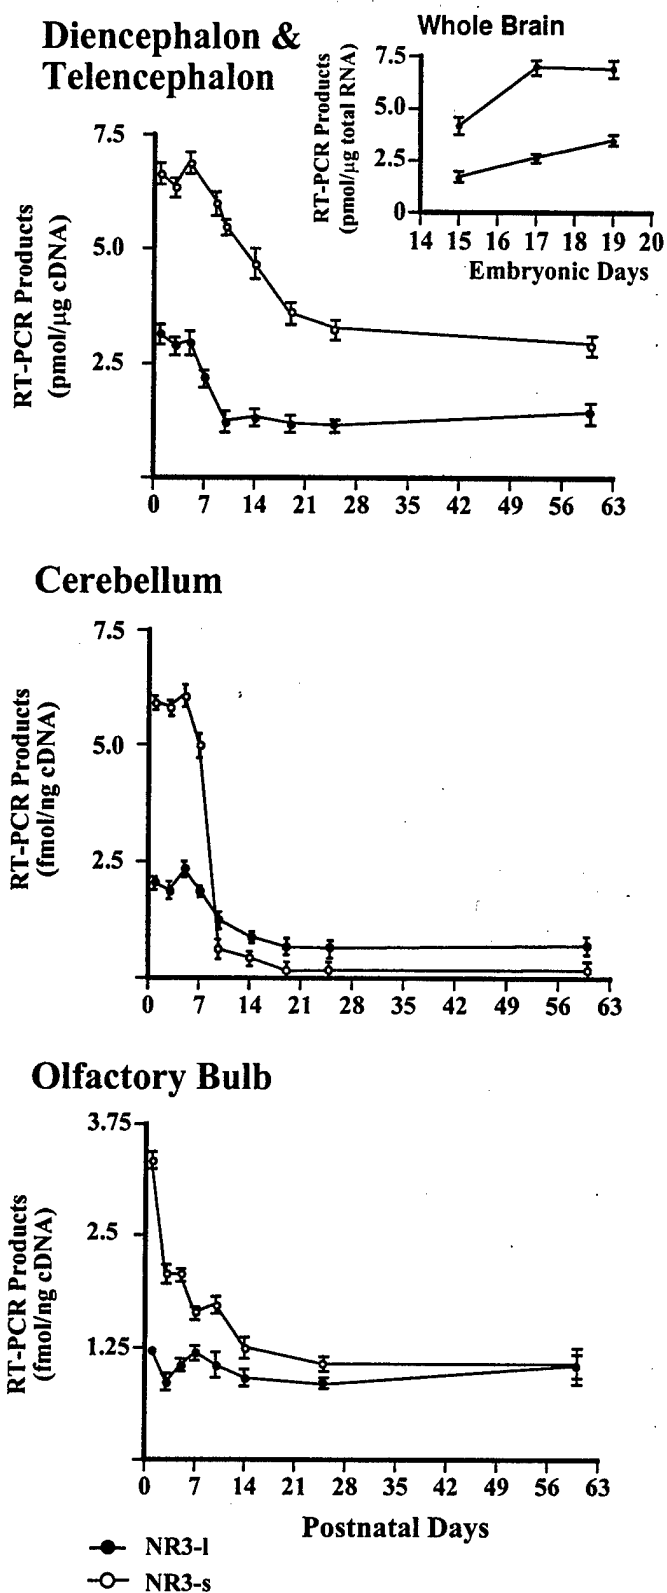 Diencephalon &
Telencephalon
RT-PCR Products
(pmol/µg cDNA)
7.5
5.0
2.5
0 7 14 21 28 35 42 49 56 63
Whole Brain
RT-PCR Products
(pmol/µg total RNA)
7.5
5.0
2.5
0
14 15 16 17 18 19 20
Embryonic Days
Cerebellum
RT-PCR Products
(fmol/ng cDNA)
7.5
5.0
2.5
0 7 14 21 28 35 42 49 56 63
Olfactory Bulb
RT-PCR Products
(fmol/ng cDNA)
3.75
2.5
1.25
0 7 14 21 28 35 42 49 56 63
Postnatal Days
NR3-l
NR3-s